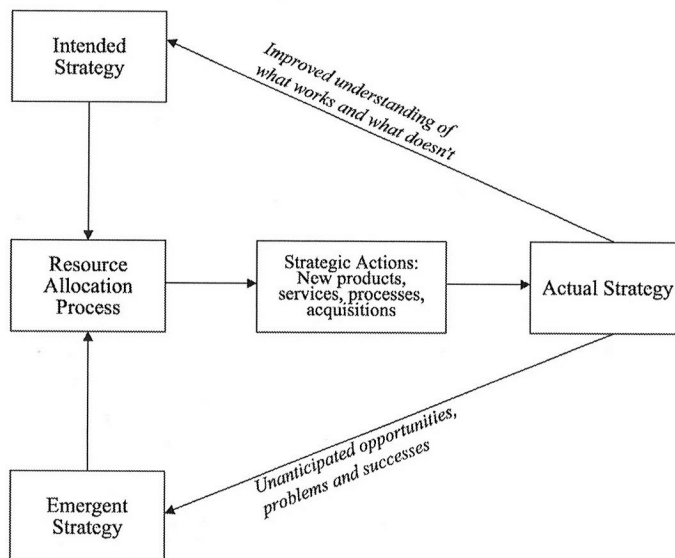 Intended
Strategy
Improved understanding of
what works and what doesn't
Resource
Allocation
Process
Strategic Actions:
New products,
services, processes,
acquisitions
Actual Strategy
Unanticipated opportunities,
problems and successes
Emergent
Strategy